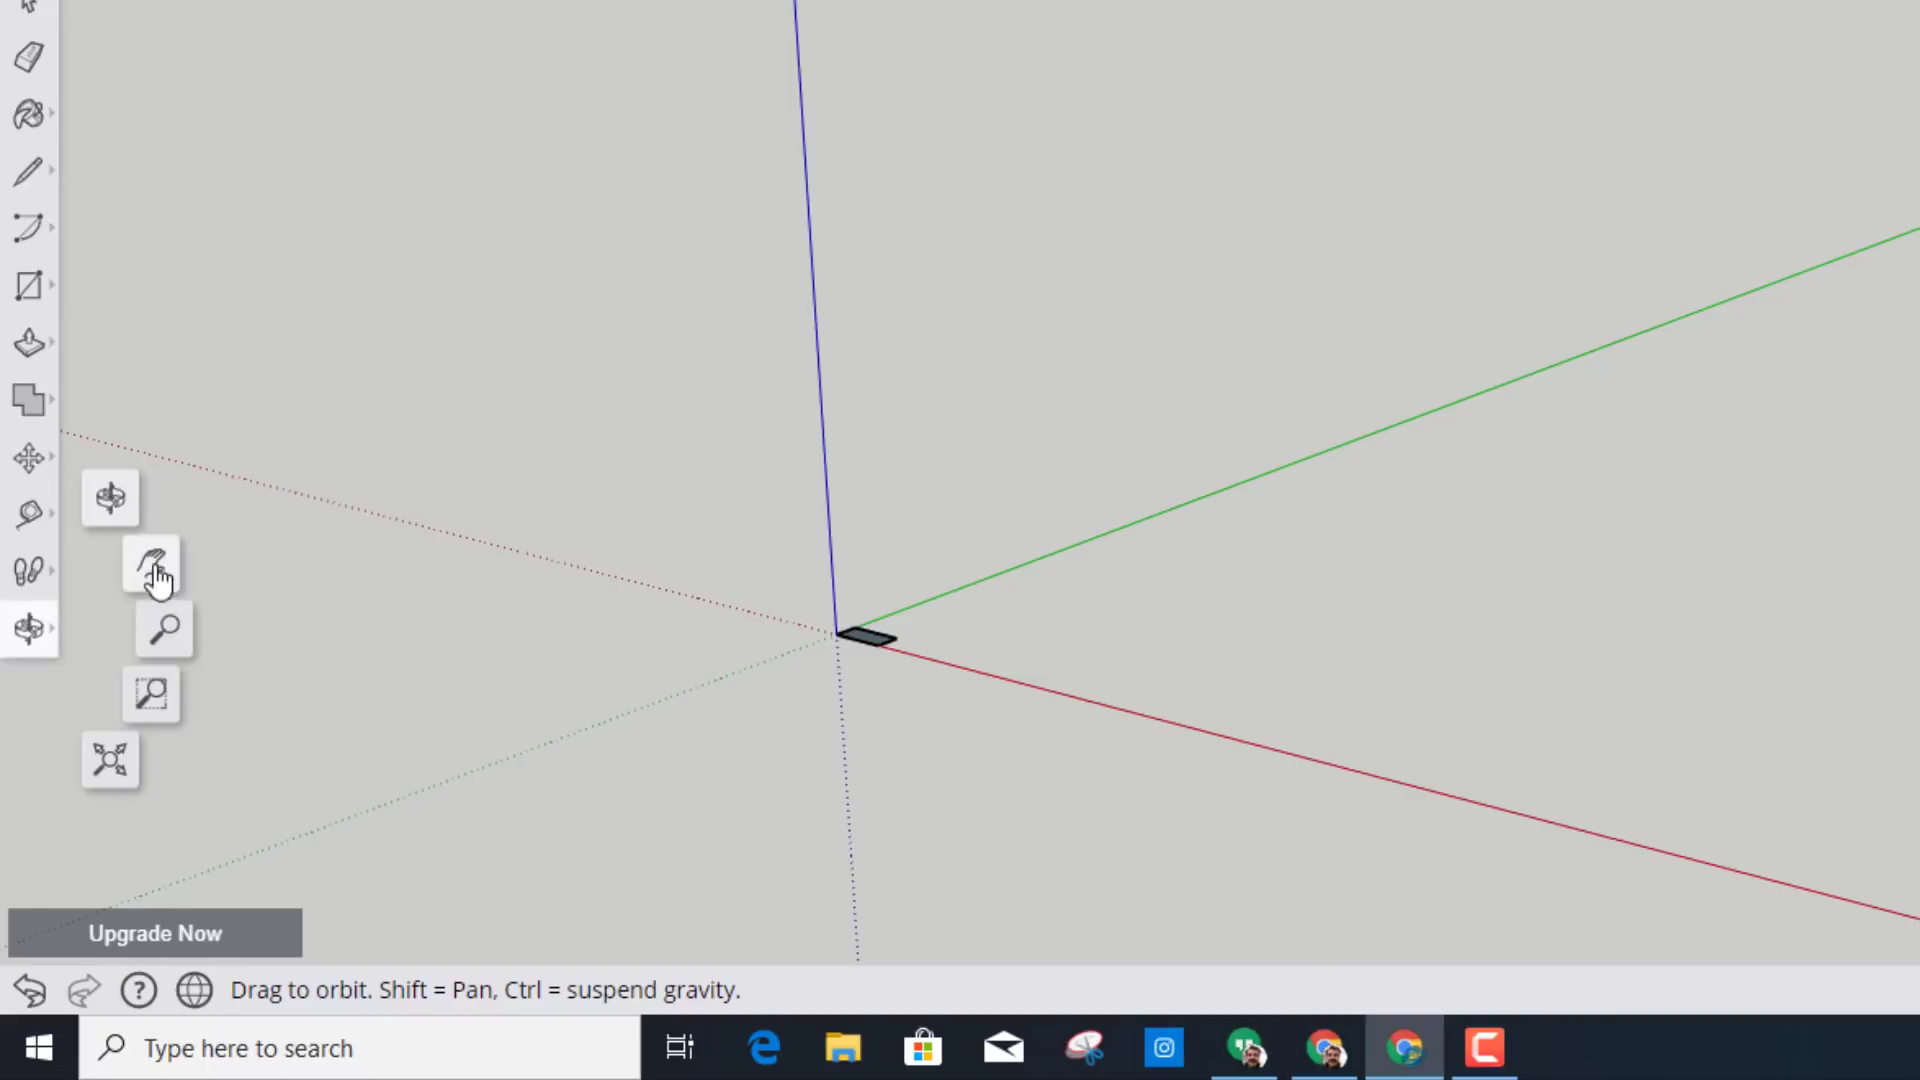 Upgrade Now
Drag to orbit. Shift = Pan, Ctrl = suspend gravity.
Type here to search